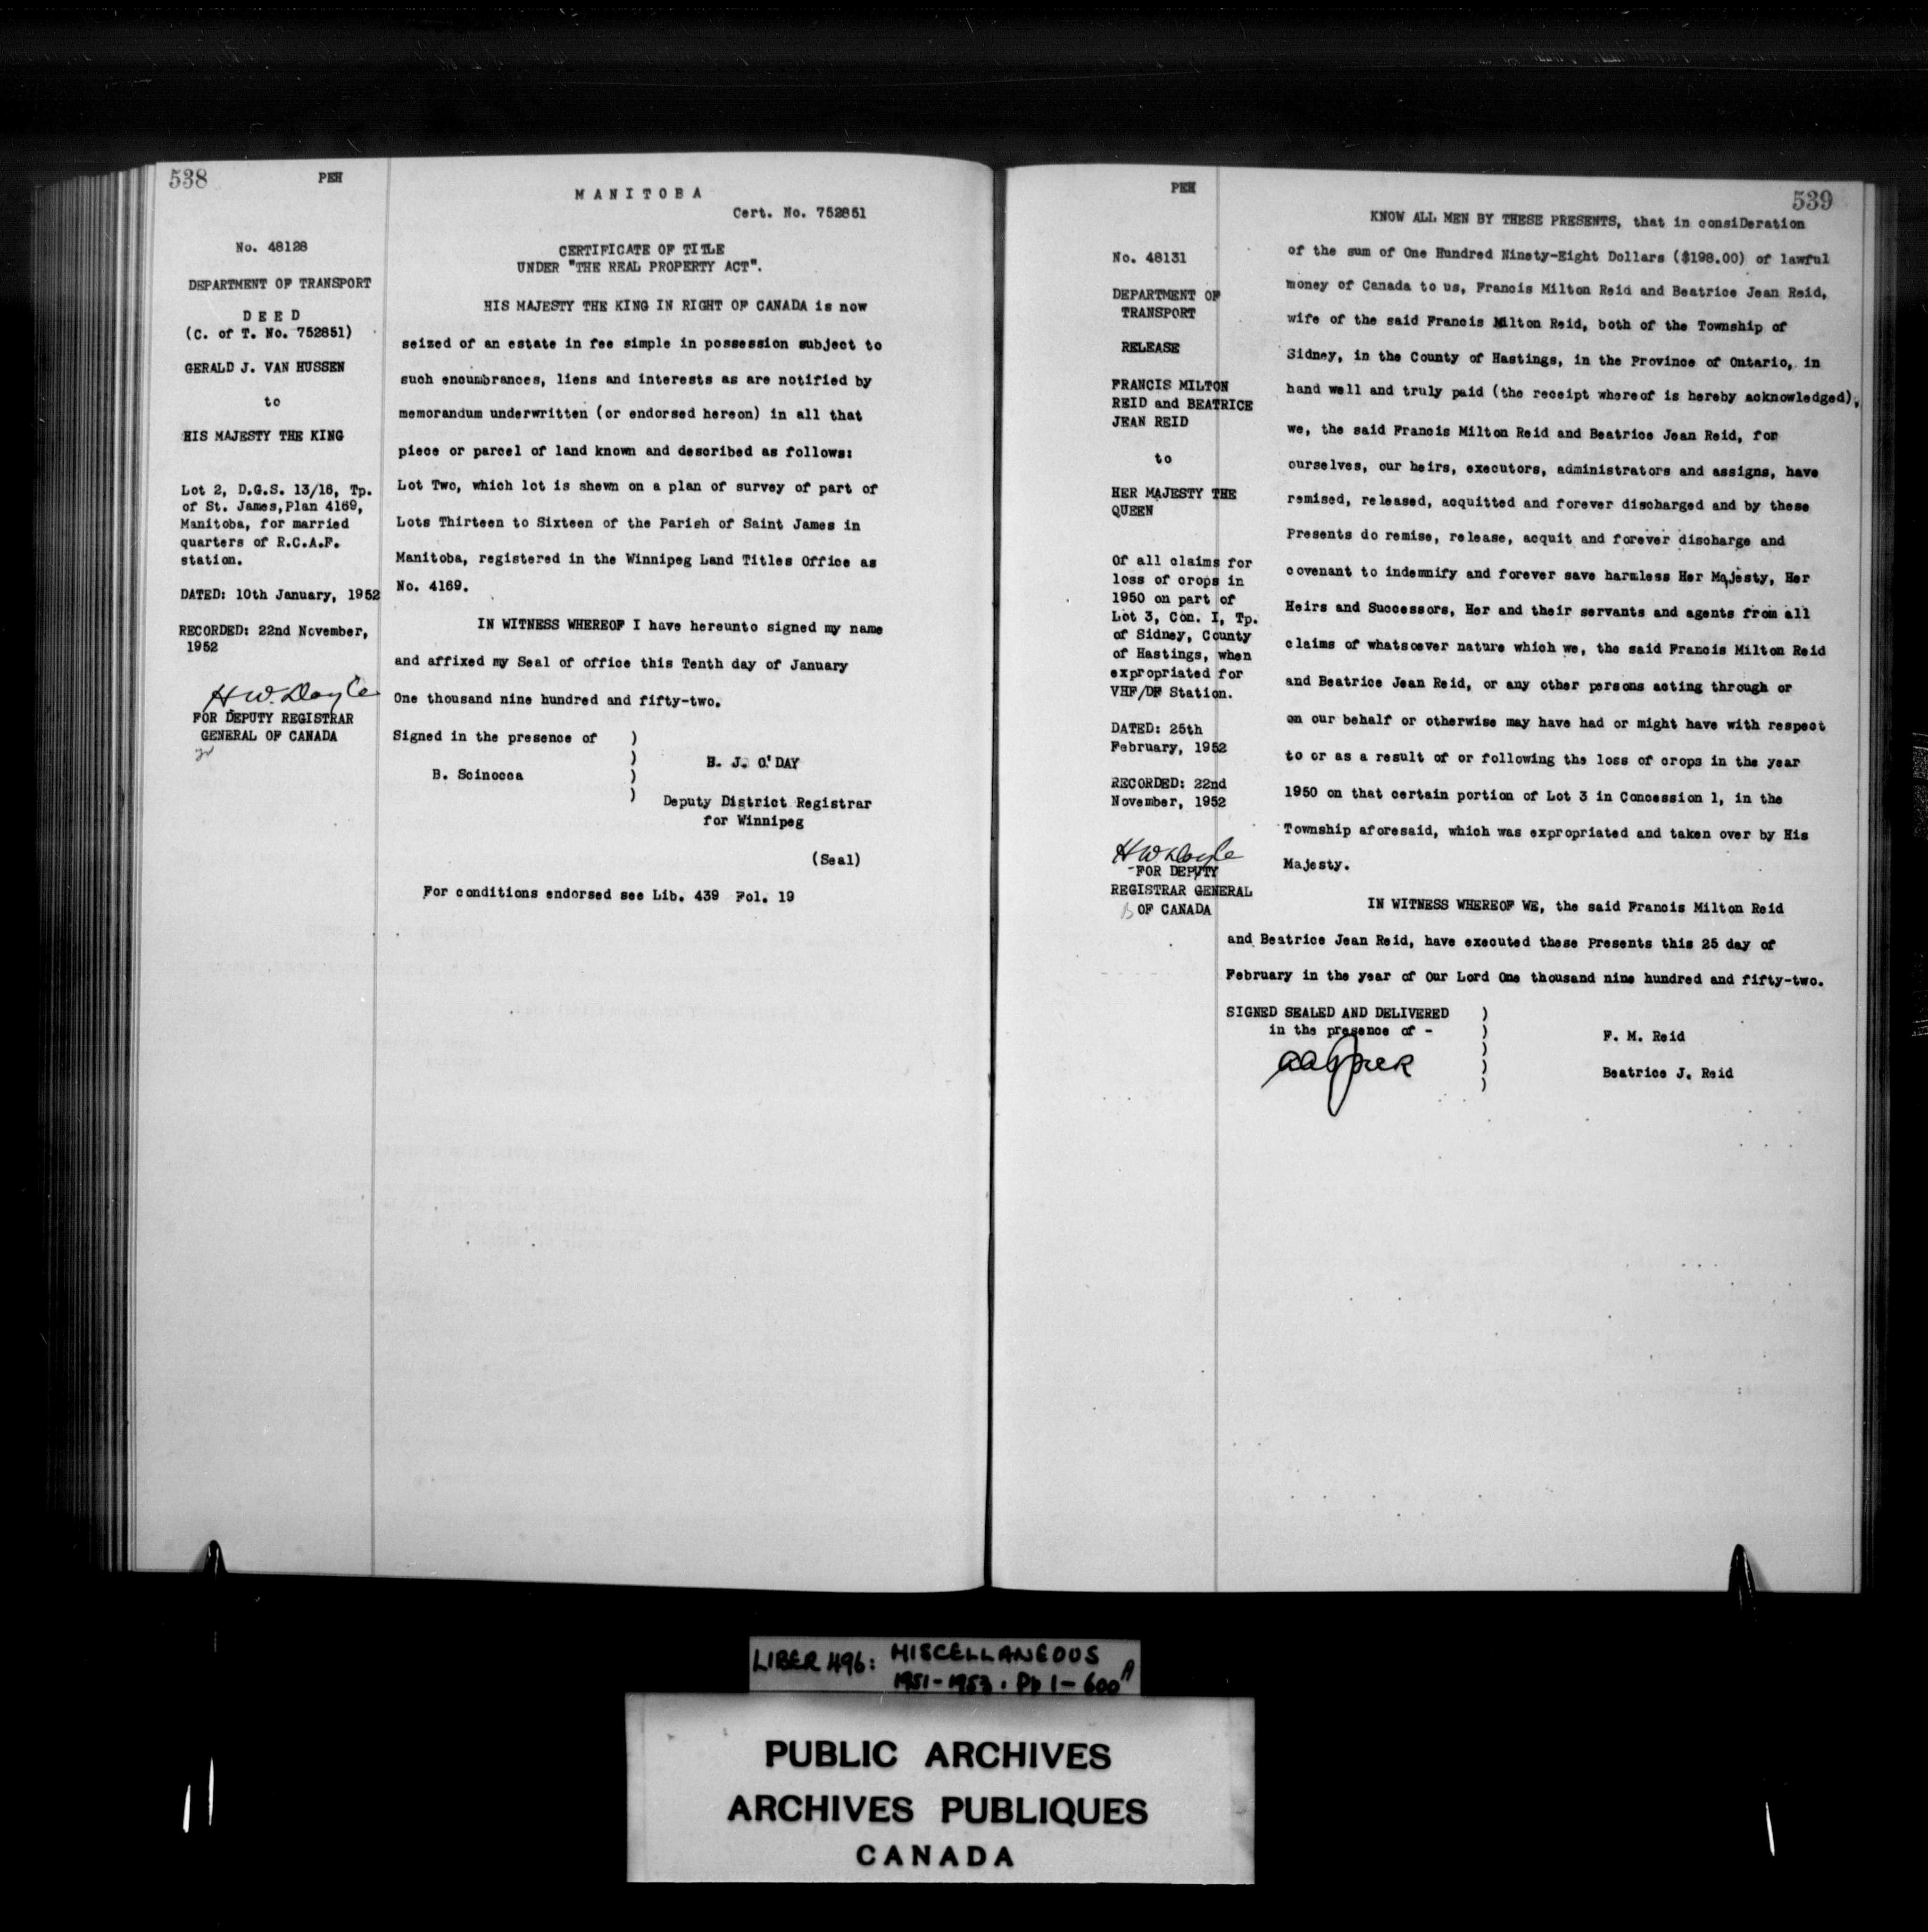 538
PEH
No. 48128
DEPARTMENT OF TRANSPORT
D E E D
(C. of T. No. 752851)
GERALD J. VAN HUSSEN
to
HIS MAJESTY THE KING
Lot 2, D.G.S. 13/16, Tp.
of St. James, Plan 4169,
Manitoba, for married
quarters of R.C.A.F.
station.
DATED: 10th January, 1952
RECORDED: 22nd November,
1952
H W. Doyle
FOR DEPUTY REGISTRAR
GENERAL OF CANADA
M A N I T O B A
Cert. No. 752851
CERTIFICATE OF TITLE
UNDER "THE REAL PROPERTY ACT".
HIS MAJESTY THE KING IN RIGHT OF CANADA is now
seized of an estate in fee simple in possession subject to
such encumbrances, liens and interests as are notified by
memorandum underwritten (or endorsed hereon) in all that
piece or parcel of land known and described as follows:
Lot Two, which lot is shewn on a plan of survey of part of
Lots Thirteen to Sixteen of the Parish of Saint James in
Manitoba, registered in the Winnipeg Land Titles Office as
No. 4169.
IN WITNESS WHEREOF I have hereunto signed my name
and affixed my Seal of office this Tenth day of January
One thousand nine hundred and fifty-two.
Signed in the presence of )
)
H. J. O'DAY
B. Scinocca )
)
Deputy District Registrar
for Winnipeg
(Seal)
For conditions endorsed see Lib. 439 Fol. 19
PEH
539
No. 48131
DEPARTMENT OF
TRANSPORT
RELEASE
FRANCIS MILTON
REID and BEATRICE
JEAN REID
to
HER MAJESTY THE
QUEEN
Of all claims for
loss of crops in
1950 on part of
Lot 3, Con. I, Tp.
of Sidney, County
of Hastings, when
expropriated for
VHF/DF Station.
DATED: 25th
February, 1952
RECORDED: 22nd
November, 1952
H W Doyle
FOR DEPUTY
REGISTRAR GENERAL
OF CANADA
KNOW ALL MEN BY THESE PRESENTS, that in consiDeration
of the sum of One Hundred Ninety-Eight Dollars ($198.00) of lawful
money of Canada to us, Francis Milton Reid and Beatrice Jean Reid,
wife of the said Francis Milton Reid, both of the Township of
Sidney, in the County of Hastings, in the Province of Ontario, in
hand well and truly paid (the receipt whereof is hereby acknowledged),
we, the said Francis Milton Reid and Beatrice Jean Reid, for
ourselves, our heirs, executors, administrators and assigns, have
remised, released, acquitted and forever discharged and by these
Presents do remise, release, acquit and forever discharge and
covenant to indemnify and forever save harmless Her Majesty, Her
Heirs and Successors, Her and their servants and agents from all
claims of whatsoever nature which we, the said Francis Milton Reid
and Beatrice Jean Reid, or any other persons acting through or
on our behalf or otherwise may have had or might have with respect
to or as a result of or following the loss of crops in the year
1950 on that certain portion of Lot 3 in Concession 1, in the
Township aforesaid, which was expropriated and taken over by His
Majesty.
IN WITNESS WHEREOF WE, the said Francis Milton Reid
and Beatrice Jean Reid, have executed these Presents this 25 day of
February in the year of Our Lord One thousand nine hundred and fifty-two.
SIGNED SEALED AND DELIVERED )
in the presence of - )
F. M. Reid
)
)
Beatrice J. Reid
)
LIBER 496: MISCELLANEOUS
1951-1953. Pp 1-600A
PUBLIC ARCHIVES
ARCHIVES PUBLIQUES
CANADA